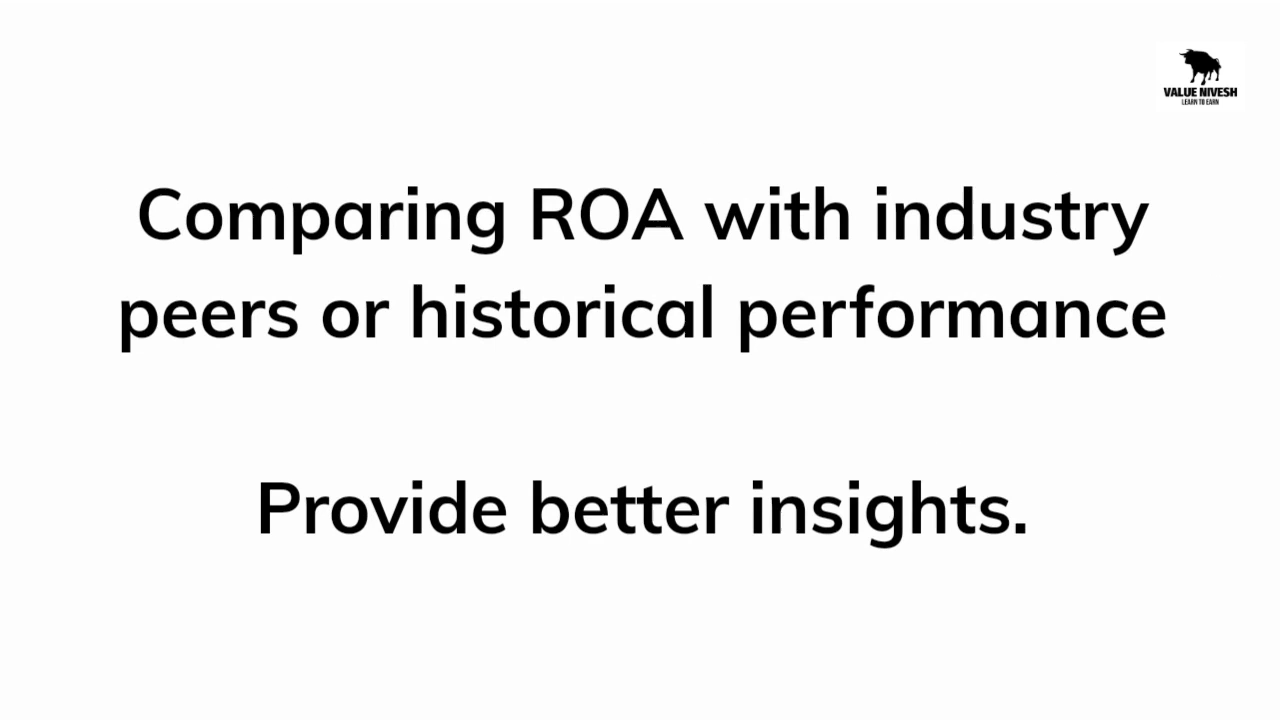 VALUE NIVESH
LEARN TO EARN
Comparing ROA with industry
peers or historical performance
Provide better insights.